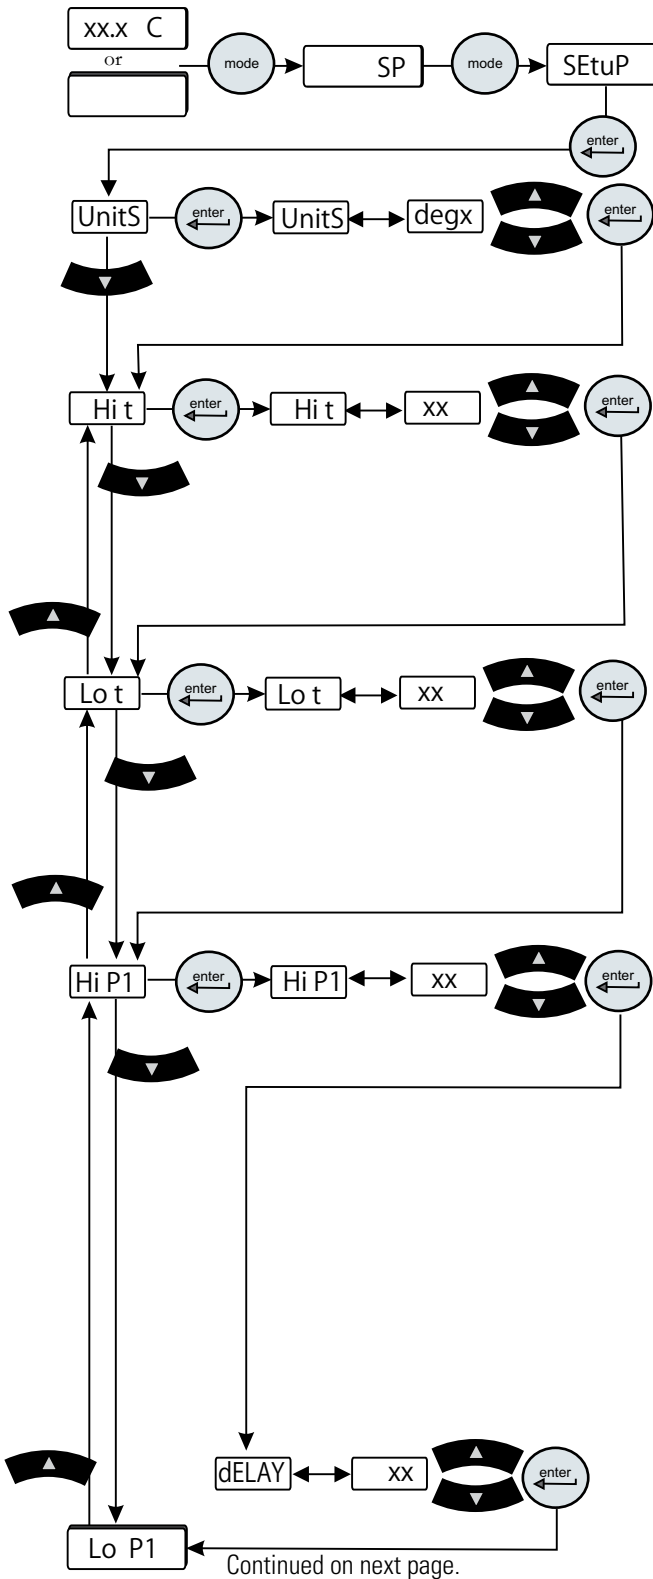 xx.x C
or
mode
SP
mode
SEtuP
enter
UnitS
enter
UnitS
degx
enter
Hi t
enter
Hi t
xx
enter
Lo t
enter
Lo t
xx
enter
Hi P1
enter
Hi P1
xx
enter
dELAY
xx
enter
Lo P1
Continued on next page.